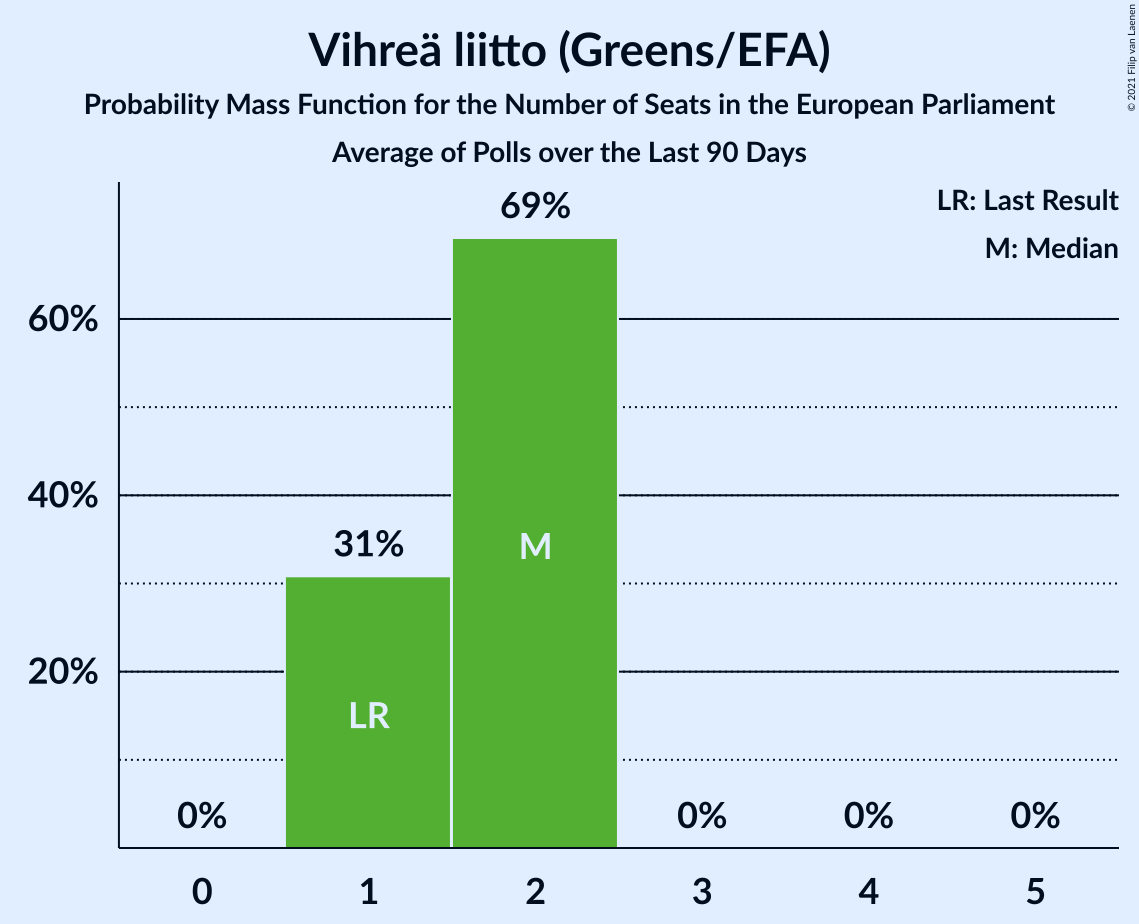 Vihreä liitto (Greens/EFA)
Probability Mass Function for the Number of Seats in the European Parliament
Average of Polls over the Last 90 Days
© 2021 Filip van Laenen
LR: Last Result
M: Median
69%
60%
40%
31%
M
20%
LR
0%
0%
0%
0%
0 1 2 3 4 5